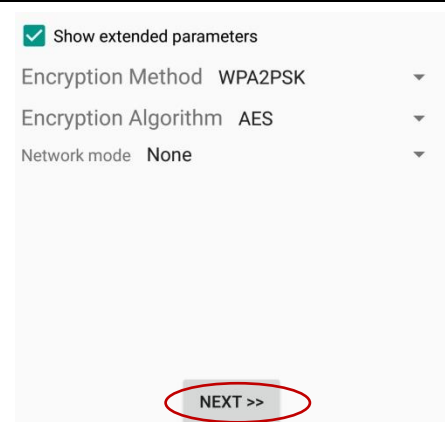 Show extended parameters
Encryption Method WPA2PSK
Encryption Algorithm AES
Network mode None
NEXT >>